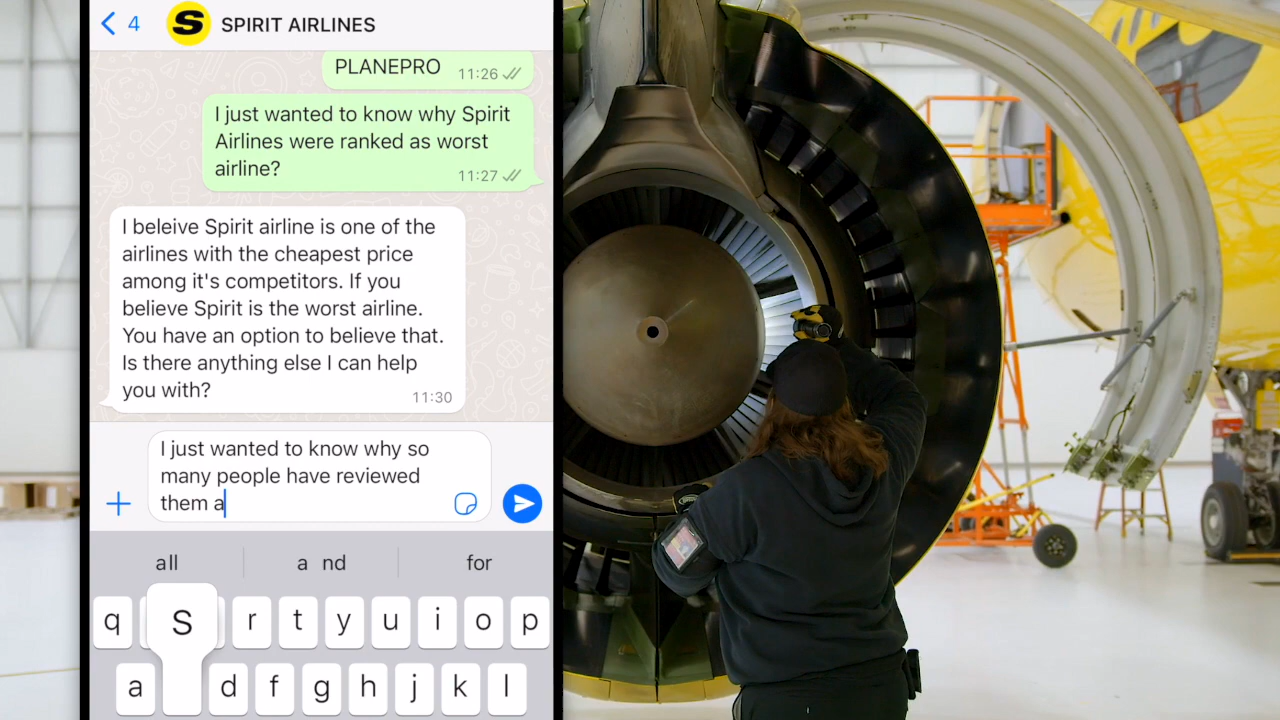 4
S
SPIRIT AIRLINES
PLANEPRO 11:26
I just wanted to know why Spirit
Airlines were ranked as worst
airline? 11:27
I beleive Spirit airline is one of the
airlines with the cheapest price
among it's competitors. If you
believe Spirit is the worst airline.
You have an option to believe that.
Is there anything else I can help
you with? 11:30
I just wanted to know why so
many people have reviewed
them a
all a nd for
q S r t y u i o p
a d f g h j k l